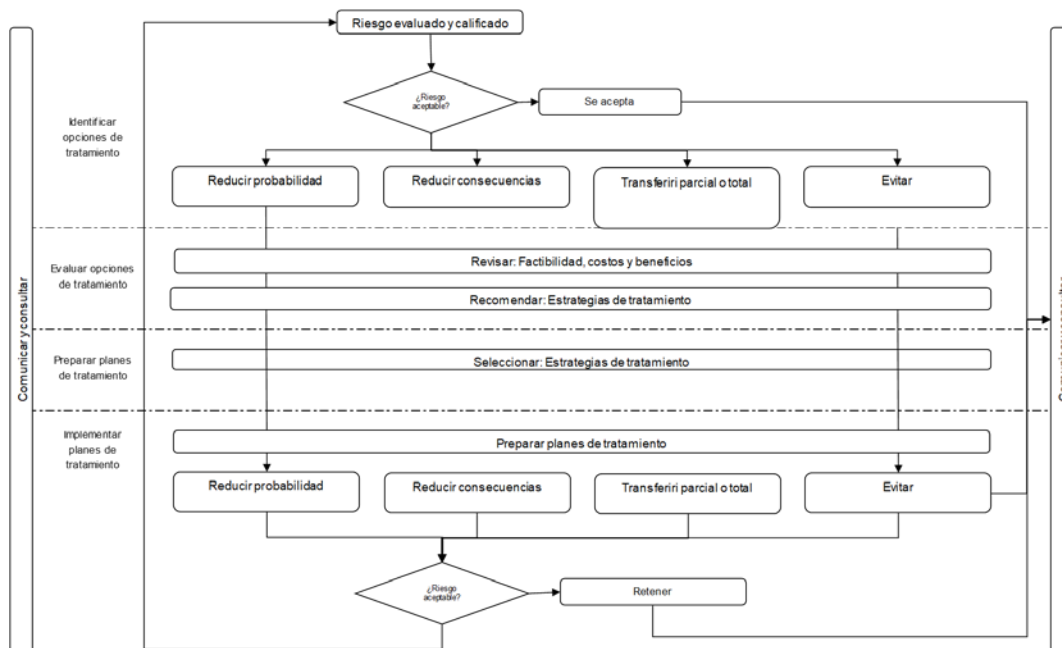 Riesgo evaluado y calificado
¿Riesgo
aceptable?
Se acepta
Identificar
opciones de
tratamiento
Reducir probabilidad
Reducir consecuencias
Transferiri parcial o total
Evitar
Comunicar y consultar
Evaluar opciones
de tratamiento
Revisar: Factibilidad, costos y beneficios
Recomendar: Estrategias de tratamiento
Preparar planes
de tratamiento
Seleccionar: Estrategias de tratamiento
Implementar
planes de
tratamiento
Preparar planes de tratamiento
Reducir probabilidad
Reducir consecuencias
Transferiri parcial o total
Evitar
¿Riesgo
aceptable?
Retener